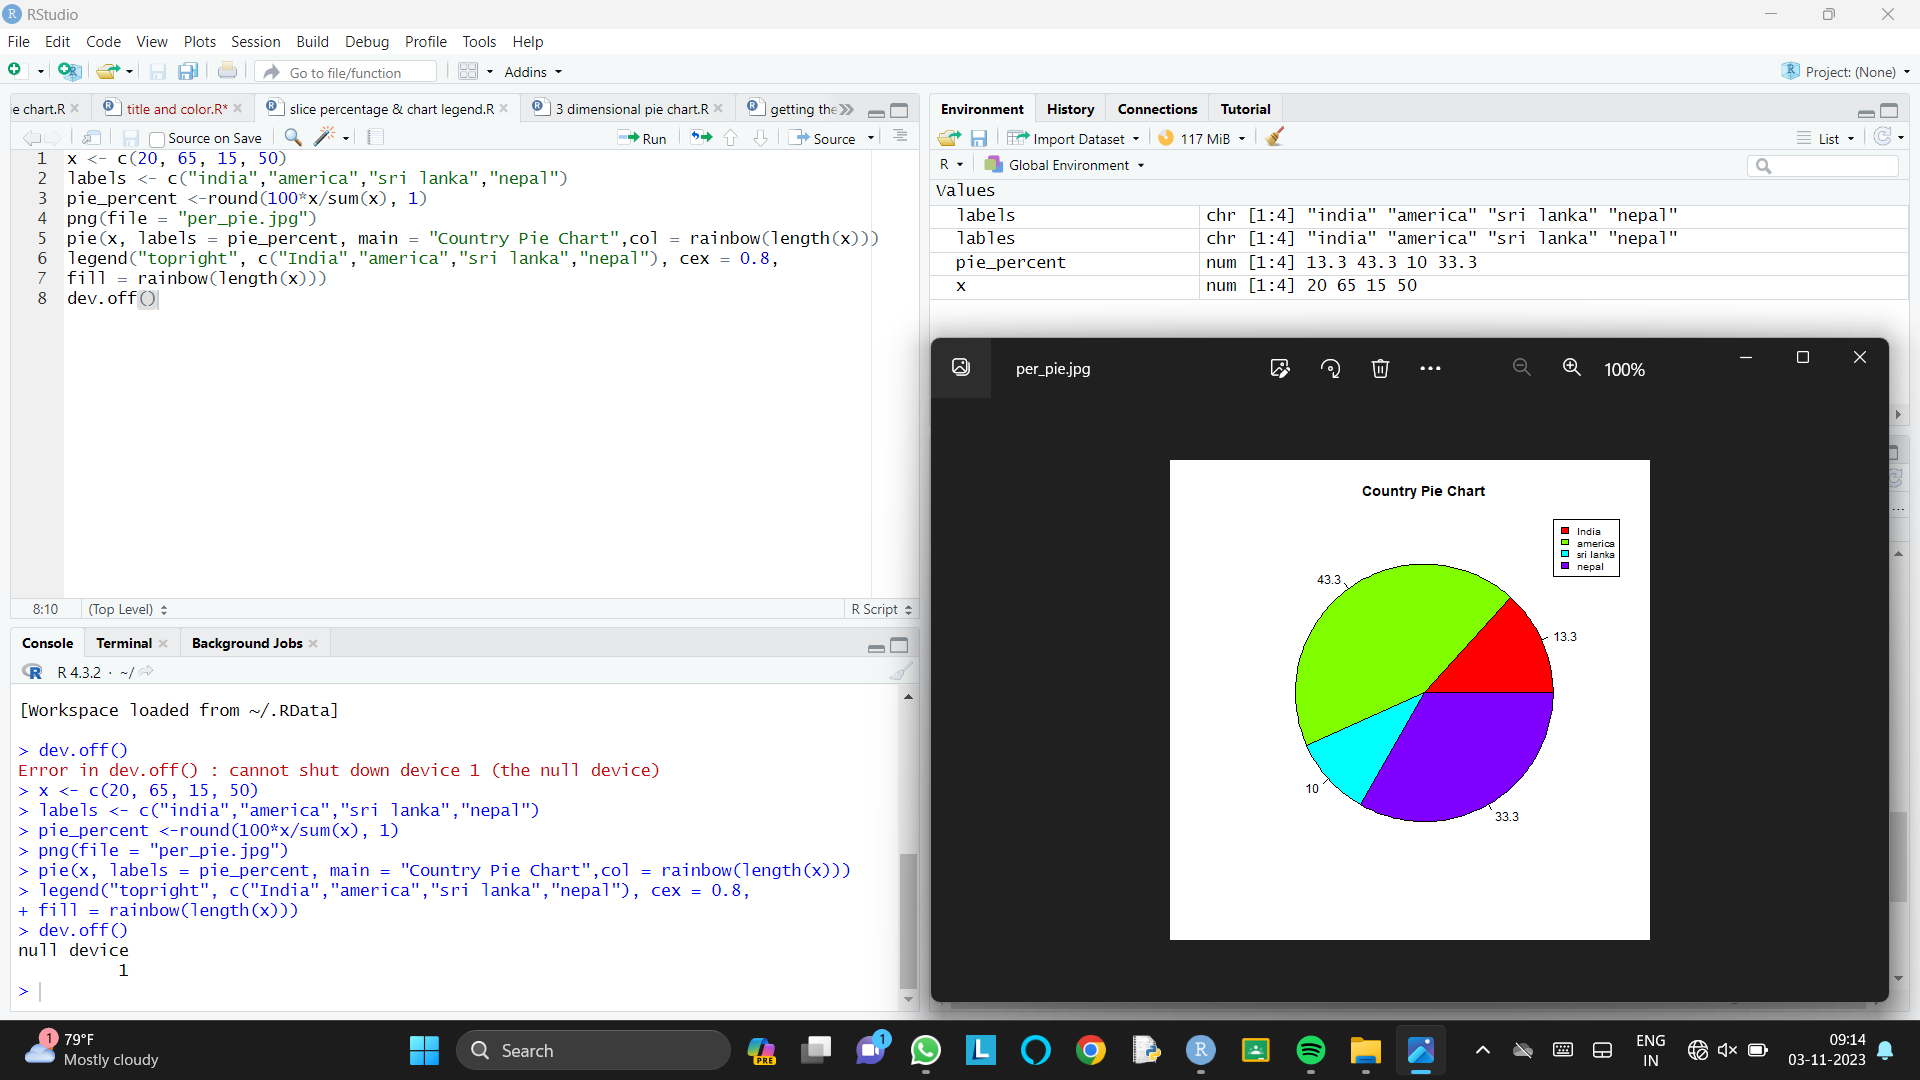 RStudio
File Edit Code View Plots Session Build Debug Profile Tools Help
Go to file/function
Addins
Project: (None)
e chart.R
title and color.R*
slice percentage & chart legend.R
3 dimensional pie chart.R
getting the
Source on Save
Run
Source
1 x <- c(20, 65, 15, 50)
2 labels <- c("india","america","sri lanka","nepal")
3 pie_percent <-round(100*x/sum(x), 1)
4 png(file = "per_pie.jpg")
5 pie(x, labels = pie_percent, main = "Country Pie Chart",col = rainbow(length(x)))
6 legend("topright", c("India","america","sri lanka","nepal"), cex = 0.8,
7 fill = rainbow(length(x)))
8 dev.off()
8:10
(Top Level)
R Script
Console
Terminal
Background Jobs
R 4.3.2 · ~/
[Workspace loaded from ~/.RData]
> dev.off()
Error in dev.off() : cannot shut down device 1 (the null device)
> x <- c(20, 65, 15, 50)
> labels <- c("india","america","sri lanka","nepal")
> pie_percent <-round(100*x/sum(x), 1)
> png(file = "per_pie.jpg")
> pie(x, labels = pie_percent, main = "Country Pie Chart",col = rainbow(length(x)))
> legend("topright", c("India","america","sri lanka","nepal"), cex = 0.8,
+ fill = rainbow(length(x)))
> dev.off()
null device
1
>
Environment
History
Connections
Tutorial
Import Dataset
117 MiB
List
R
Global Environment
Values
labels chr [1:4] "india" "america" "sri lanka" "nepal"
lables chr [1:4] "india" "america" "sri lanka" "nepal"
pie_percent num [1:4] 13.3 43.3 10 33.3
x num [1:4] 20 65 15 50
per_pie.jpg
100%
Country Pie Chart
India
america
sri lanka
nepal
43.3
13.3
10
33.3
1
79°F
Mostly cloudy
Search
PRE
1
L
R
ENG
IN
09:14
03-11-2023